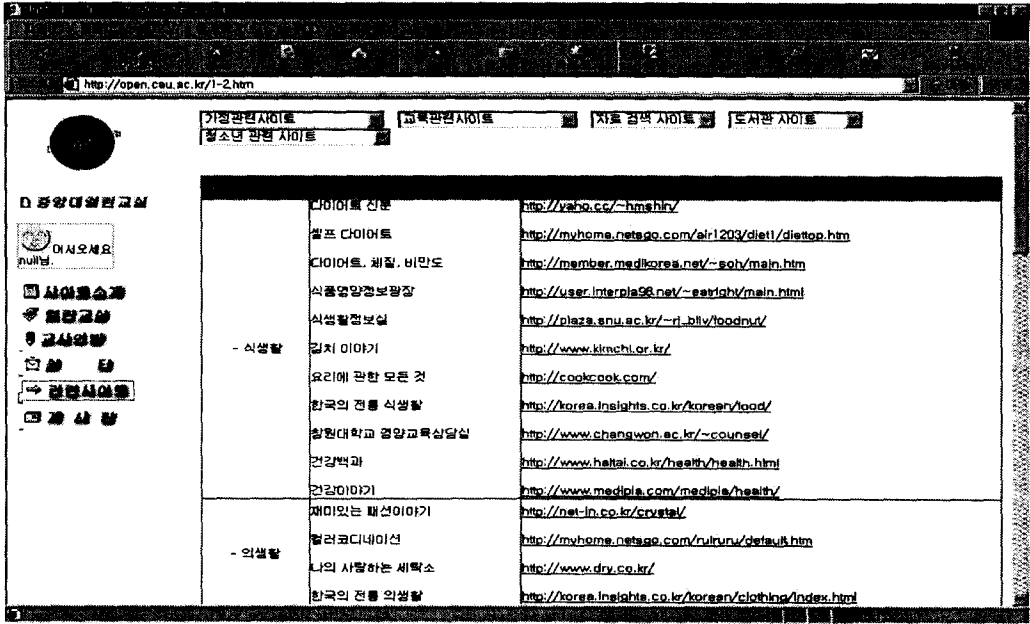 http://open.cau.ac.kr/1-2.htm
가정관련사이트 교육관련사이트 자료 검색 사이트 도서관 사이트
청소년 관련 사이트
중앙대열린교실
어서오세요
null님.
사이트소개
열린교실
교사의방
상 담
관련사이트
게 시 판
다이어트 신문 http://yaho.cc/~hmshin/
셀프 다이어트 http://myhome.netsgo.com/air1203/diet1/diettop.htm
다이어트, 체질, 비만도 http://member.medikorea.net/~soh/main.htm
식품영양정보광장 http://user.interpia98.net/~eatright/main.html
식생활정보실
- 식생활 김치 이야기 http://www.kimchi.or.kr/
요리에 관한 모든 것 http://cookcook.com/
한국의 전통 식생활 http://korea.insights.co.kr/korean/food/
창원대학교 영양교육상담실 http://www.changwon.ac.kr/~counsel/
건강백과 http://www.haitai.co.kr/health/health.html
건강이야기 http://www.medipia.com/medipia/health/
재미있는 패션이야기 http://net-in.co.kr/crystal/
컬러코디네이션 http://myhome.netsgo.com/ruiruru/default.htm
- 의생활 나의 사랑하는 세탁소 http://www.dry.co.kr/
한국의 전통 의생활 http://korea.insights.co.kr/korean/clothing/index.html